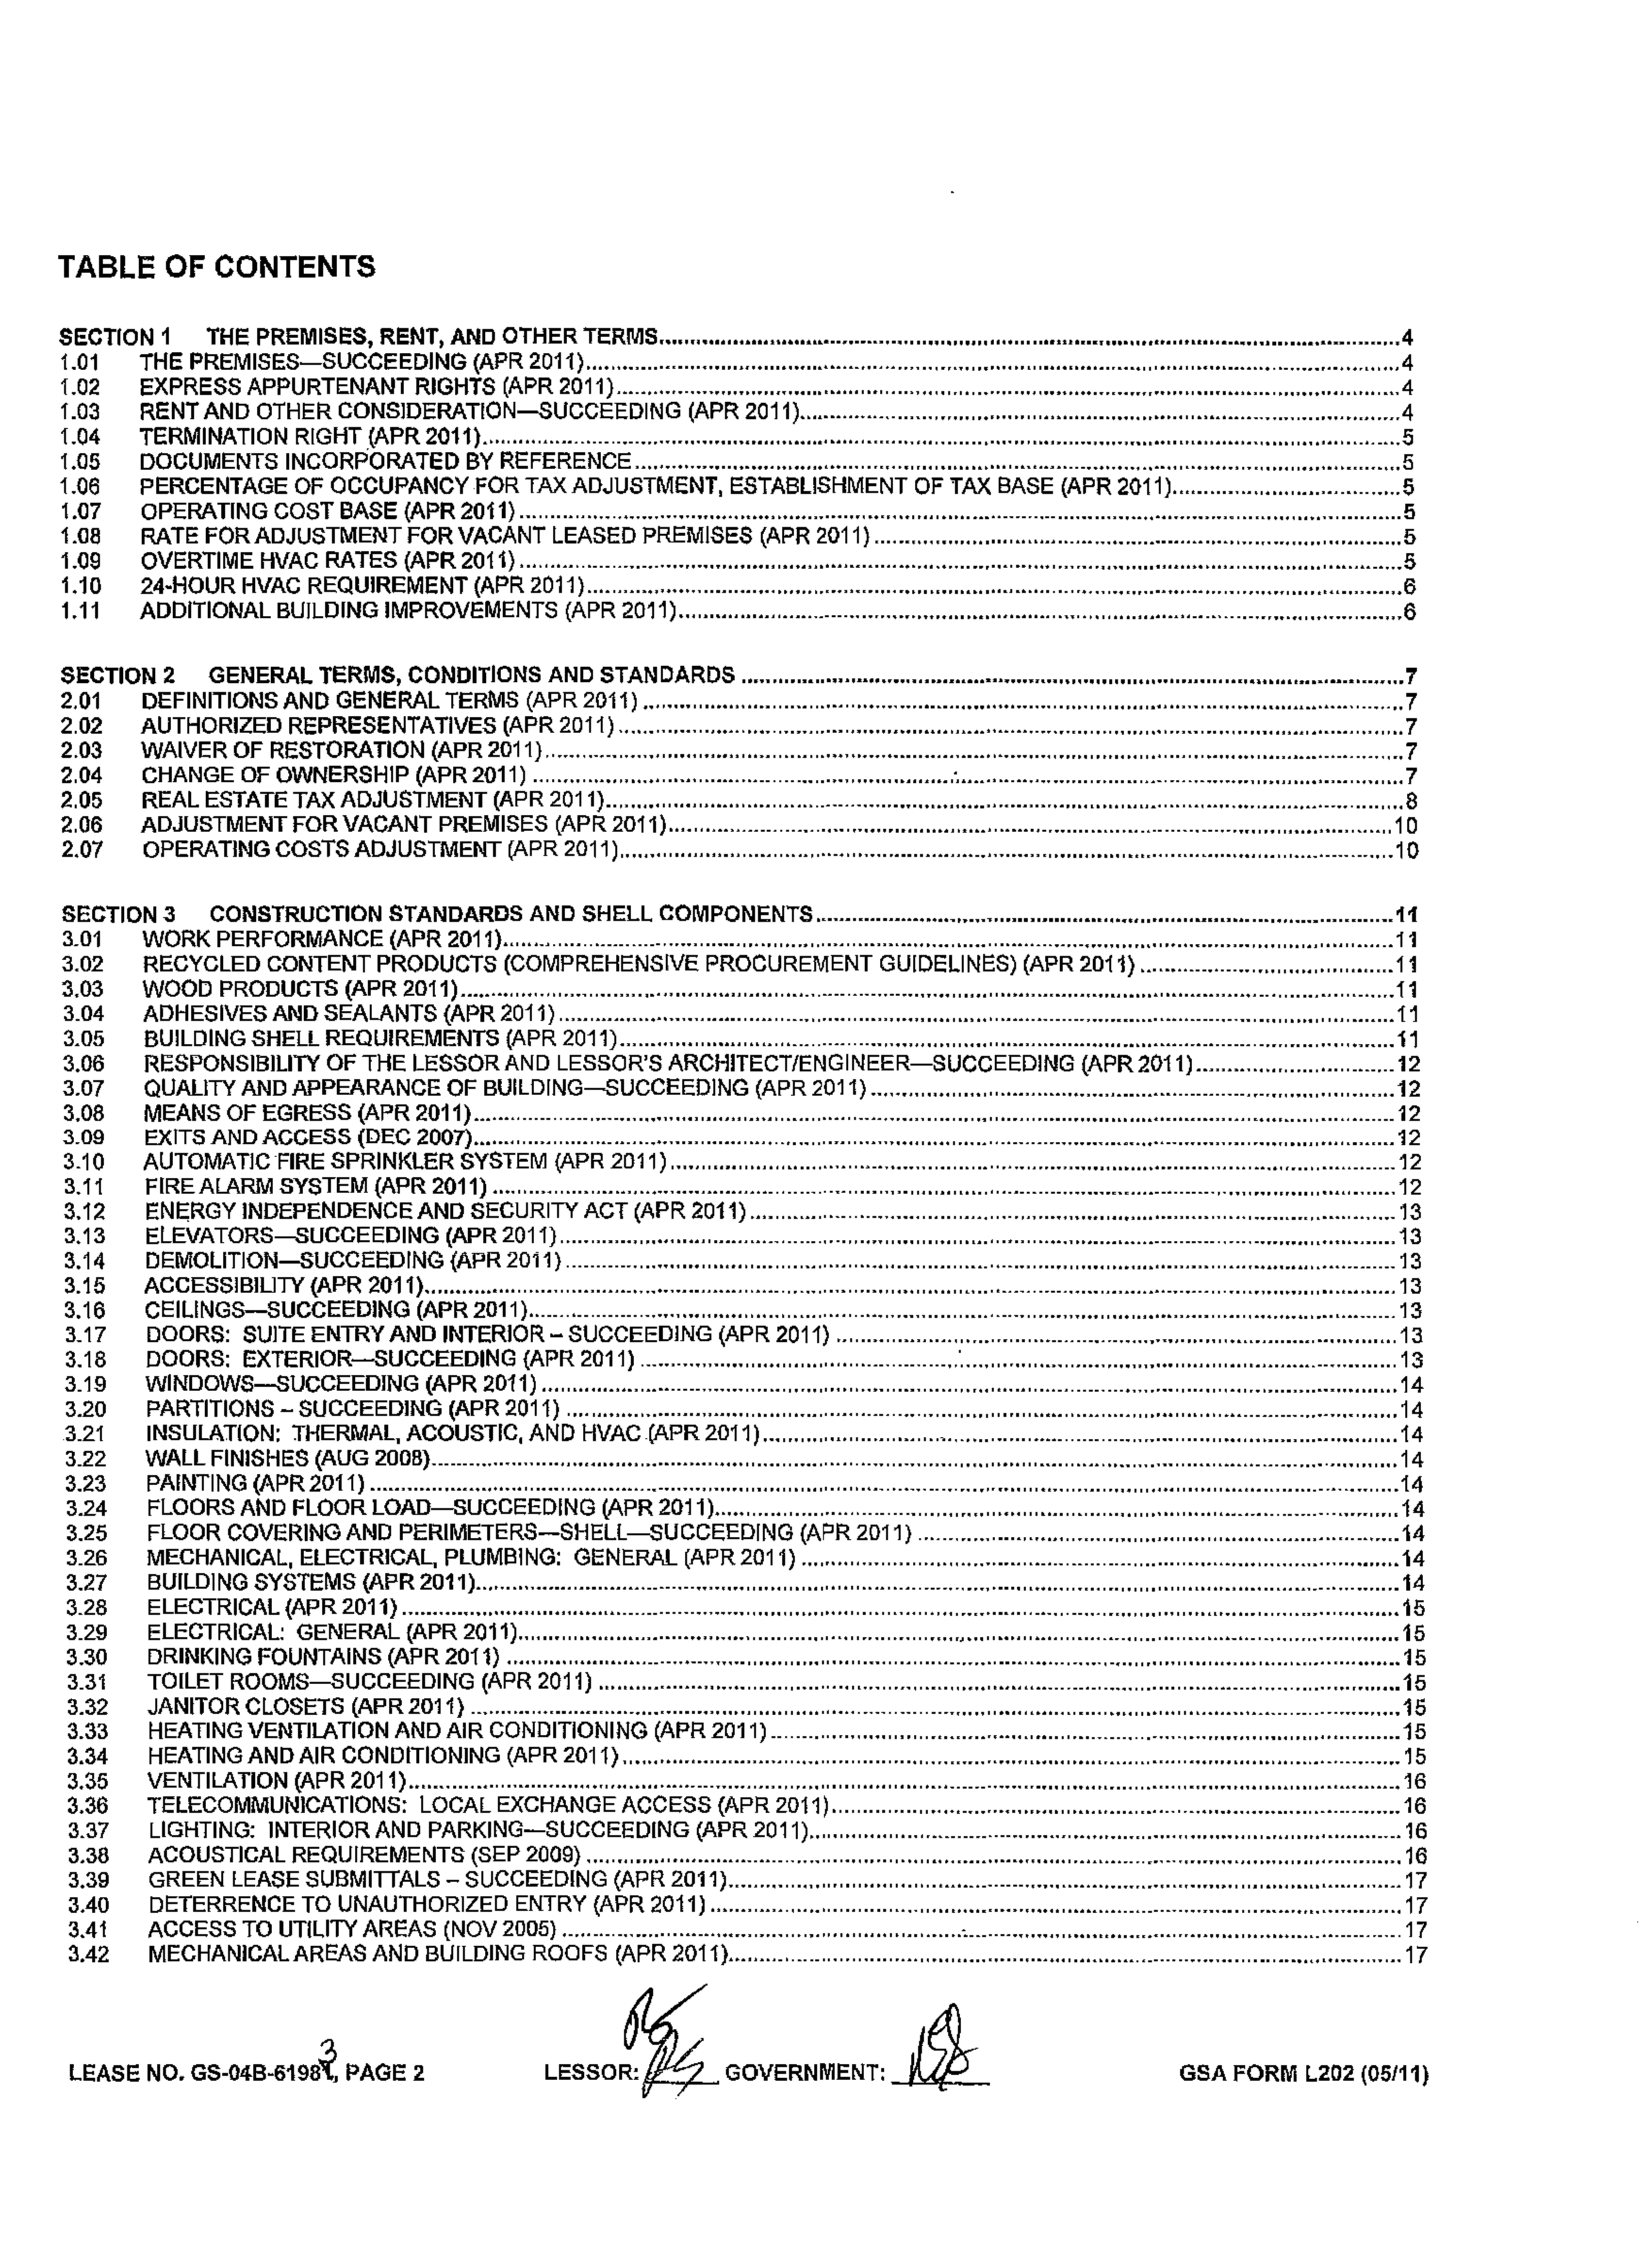 TABLE OF CONTENTS
SECTION 1 THE PREMISES, RENT, AND OTHER TERMS 4
1.01 THE PREMISES—SUCCEEDING (APR 2011) 4
1.02 EXPRESS APPURTENANT RIGHTS (APR 2011) 4
1.03 RENT AND OTHER CONSIDERATION—SUCCEEDING (APR 2011) 4
1.04 TERMINATION RIGHT (APR 2011) 5
1.05 DOCUMENTS INCORPORATED BY REFERENCE 5
1.06 PERCENTAGE OF OCCUPANCY FOR TAX ADJUSTMENT, ESTABLISHMENT OF TAX BASE (APR 2011) 5
1.07 OPERATING COST BASE (APR 2011) 5
1.08 RATE FOR ADJUSTMENT FOR VACANT LEASED PREMISES (APR 2011) 5
1.09 OVERTIME HVAC RATES (APR 2011) 5
1.10 24-HOUR HVAC REQUIREMENT (APR 2011) 6
1.11 ADDITIONAL BUILDING IMPROVEMENTS (APR 2011) 6
SECTION 2 GENERAL TERMS, CONDITIONS AND STANDARDS 7
2.01 DEFINITIONS AND GENERAL TERMS (APR 2011) 7
2.02 AUTHORIZED REPRESENTATIVES (APR 2011) 7
2.03 WAIVER OF RESTORATION (APR 2011) 7
2.04 CHANGE OF OWNERSHIP (APR 2011) 7
2.05 REAL ESTATE TAX ADJUSTMENT (APR 2011) 8
2.06 ADJUSTMENT FOR VACANT PREMISES (APR 2011) 10
2.07 OPERATING COSTS ADJUSTMENT (APR 2011) 10
SECTION 3 CONSTRUCTION STANDARDS AND SHELL COMPONENTS 11
3.01 WORK PERFORMANCE (APR 2011) 11
3.02 RECYCLED CONTENT PRODUCTS (COMPREHENSIVE PROCUREMENT GUIDELINES) (APR 2011) 11
3.03 WOOD PRODUCTS (APR 2011) 11
3.04 ADHESIVES AND SEALANTS (APR 2011) 11
3.05 BUILDING SHELL REQUIREMENTS (APR 2011) 11
3.06 RESPONSIBILITY OF THE LESSOR AND LESSOR'S ARCHITECT/ENGINEER—SUCCEEDING (APR 2011) 12
3.07 QUALITY AND APPEARANCE OF BUILDING—SUCCEEDING (APR 2011) 12
3.08 MEANS OF EGRESS (APR 2011) 12
3.09 EXITS AND ACCESS (DEC 2007) 12
3.10 AUTOMATIC FIRE SPRINKLER SYSTEM (APR 2011) 12
3.11 FIRE ALARM SYSTEM (APR 2011) 12
3.12 ENERGY INDEPENDENCE AND SECURITY ACT (APR 2011) 13
3.13 ELEVATORS—SUCCEEDING (APR 2011) 13
3.14 DEMOLITION—SUCCEEDING (APR 2011) 13
3.15 ACCESSIBILITY (APR 2011) 13
3.16 CEILINGS—SUCCEEDING (APR 2011) 13
3.17 DOORS: SUITE ENTRY AND INTERIOR – SUCCEEDING (APR 2011) 13
3.18 DOORS: EXTERIOR—SUCCEEDING (APR 2011) 13
3.19 WINDOWS—SUCCEEDING (APR 2011) 14
3.20 PARTITIONS – SUCCEEDING (APR 2011) 14
3.21 INSULATION: THERMAL, ACOUSTIC, AND HVAC (APR 2011) 14
3.22 WALL FINISHES (AUG 2008) 14
3.23 PAINTING (APR 2011) 14
3.24 FLOORS AND FLOOR LOAD—SUCCEEDING (APR 2011) 14
3.25 FLOOR COVERING AND PERIMETERS—SHELL—SUCCEEDING (APR 2011) 14
3.26 MECHANICAL, ELECTRICAL, PLUMBING: GENERAL (APR 2011) 14
3.27 BUILDING SYSTEMS (APR 2011) 14
3.28 ELECTRICAL (APR 2011) 15
3.29 ELECTRICAL: GENERAL (APR 2011) 15
3.30 DRINKING FOUNTAINS (APR 2011) 15
3.31 TOILET ROOMS—SUCCEEDING (APR 2011) 15
3.32 JANITOR CLOSETS (APR 2011) 15
3.33 HEATING VENTILATION AND AIR CONDITIONING (APR 2011) 15
3.34 HEATING AND AIR CONDITIONING (APR 2011) 15
3.35 VENTILATION (APR 2011) 16
3.36 TELECOMMUNICATIONS: LOCAL EXCHANGE ACCESS (APR 2011) 16
3.37 LIGHTING: INTERIOR AND PARKING—SUCCEEDING (APR 2011) 16
3.38 ACOUSTICAL REQUIREMENTS (SEP 2009) 16
3.39 GREEN LEASE SUBMITTALS – SUCCEEDING (APR 2011) 17
3.40 DETERRENCE TO UNAUTHORIZED ENTRY (APR 2011) 17
3.41 ACCESS TO UTILITY AREAS (NOV 2005) 17
3.42 MECHANICAL AREAS AND BUILDING ROOFS (APR 2011) 17
3
LEASE NO. GS-04B-6198, PAGE 2 LESSOR: GOVERNMENT: GSA FORM L202 (05/11)